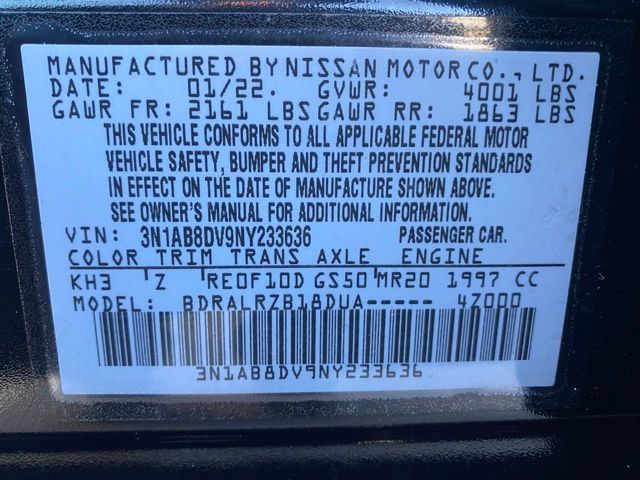 MANUFACTURED BY NISSAN MOTOR CO., LTD.
DATE: 01/22. GVWR: 4001 LBS
GAWR FR: 2161 LBS GAWR RR: 1863 LBS
THIS VEHICLE CONFORMS TO ALL APPLICABLE FEDERAL MOTOR
VEHICLE SAFETY, BUMPER AND THEFT PREVENTION STANDARDS
IN EFFECT ON THE DATE OF MANUFACTURE SHOWN ABOVE.
SEE OWNER'S MANUAL FOR ADDITIONAL INFORMATION.
VIN: 3N1AB8DV9NY233636 PASSENGER CAR.
COLOR TRIM TRANS AXLE ENGINE
KH3 Z RE0F10D GS50 MR20 1997 CC
MODEL: BDRALRZB18DUA----- 4Z000
3N1AB8DV9NY233636